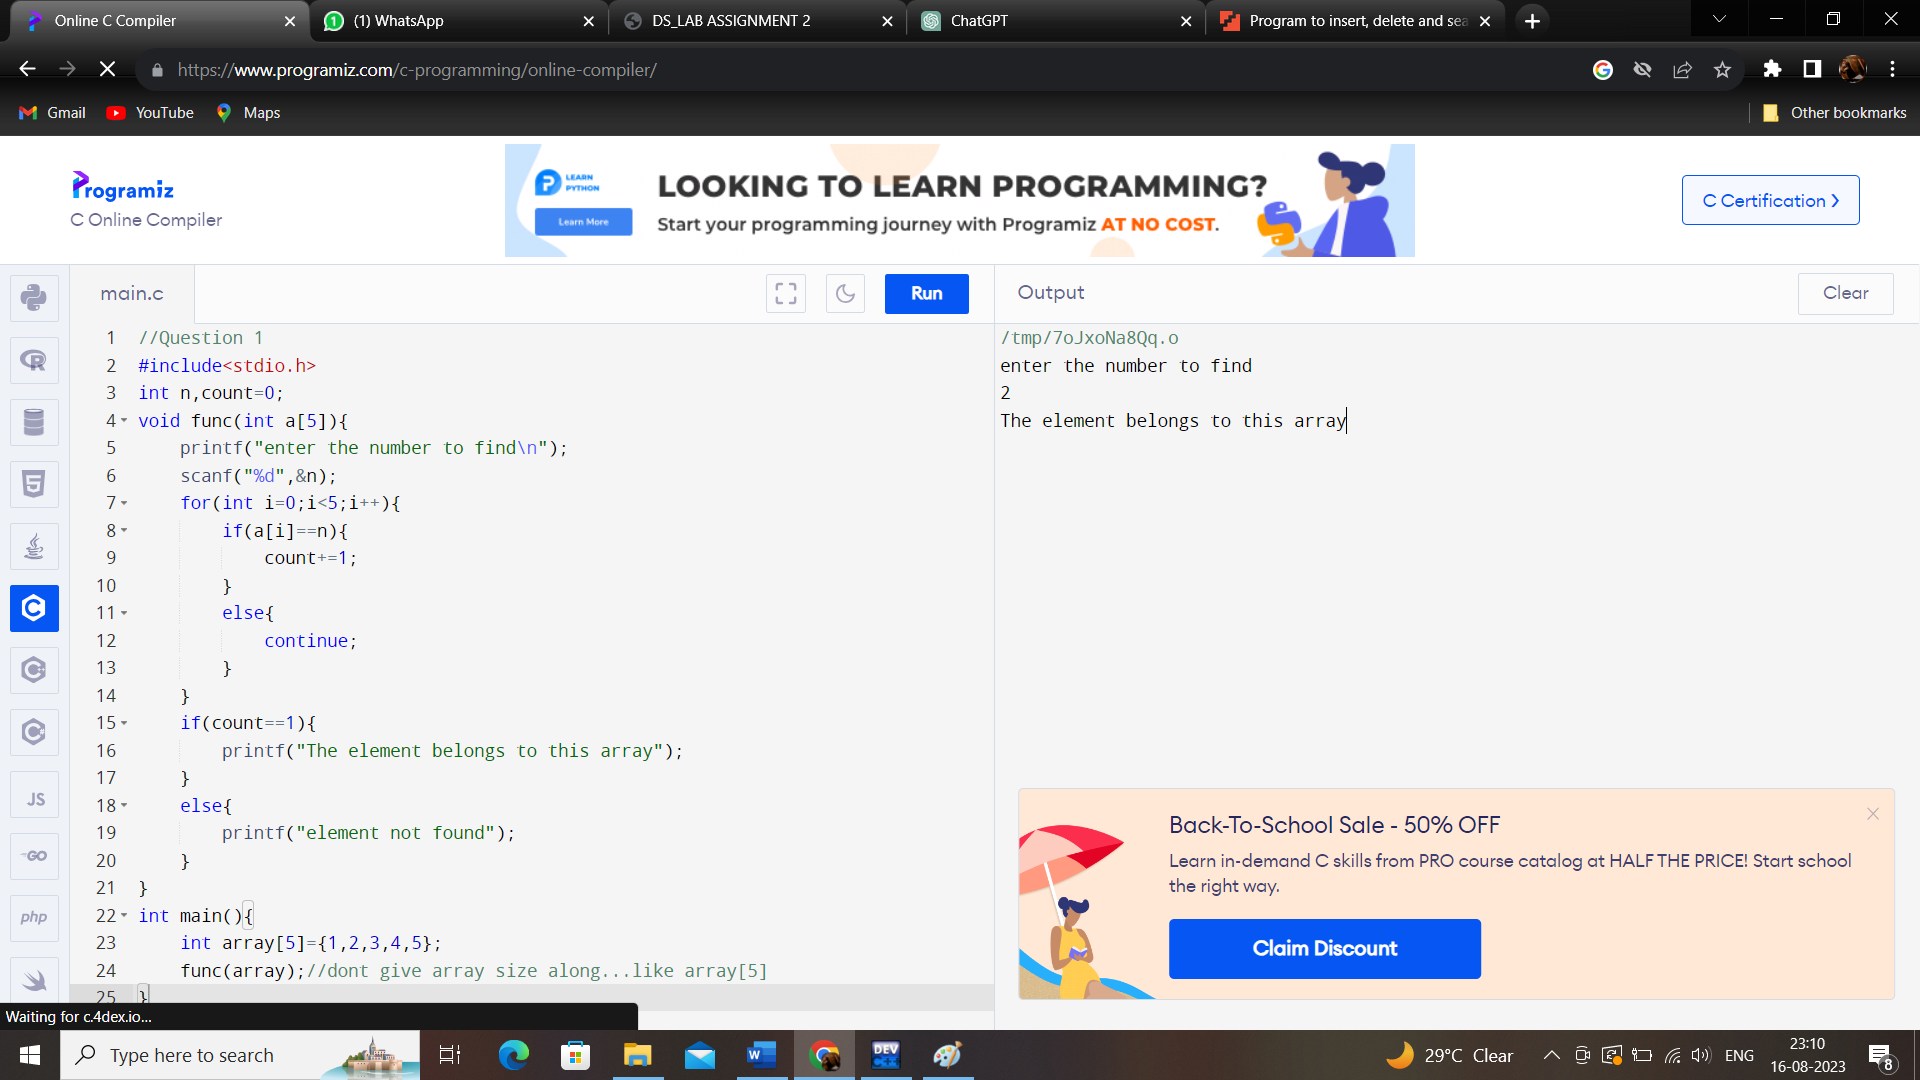 Online C Compiler
(1) WhatsApp
DS_LAB ASSIGNMENT 2
ChatGPT
Program to insert, delete and sea
https://www.programiz.com/c-programming/online-compiler/
Gmail
YouTube
Maps
Other bookmarks
Programiz
C Online Compiler
LEARN PYTHON
Learn More
LOOKING TO LEARN PROGRAMMING?
Start your programming journey with Programiz AT NO COST.
C Certification >
main.c
Run
Output
Clear
1 //Question 1
2 #include<stdio.h>
3 int n,count=0;
4 void func(int a[5]){
5     printf("enter the number to find\n");
6     scanf("%d",&n);
7     for(int i=0;i<5;i++){
8         if(a[i]==n){
9             count+=1;
10         }
11         else{
12             continue;
13         }
14     }
15     if(count==1){
16         printf("The element belongs to this array");
17     }
18     else{
19         printf("element not found");
20     }
21 }
22 int main(){
23     int array[5]={1,2,3,4,5};
24     func(array);//dont give array size along...like array[5]
25 }
/tmp/7oJxoNa8Qq.o
enter the number to find
2
The element belongs to this array
JS
GO
php
Back-To-School Sale - 50% OFF
Learn in-demand C skills from PRO course catalog at HALF THE PRICE! Start school
the right way.
Claim Discount
Waiting for c.4dex.io...
Type here to search
DEV C++
29°C Clear
ENG
23:10
16-08-2023
8